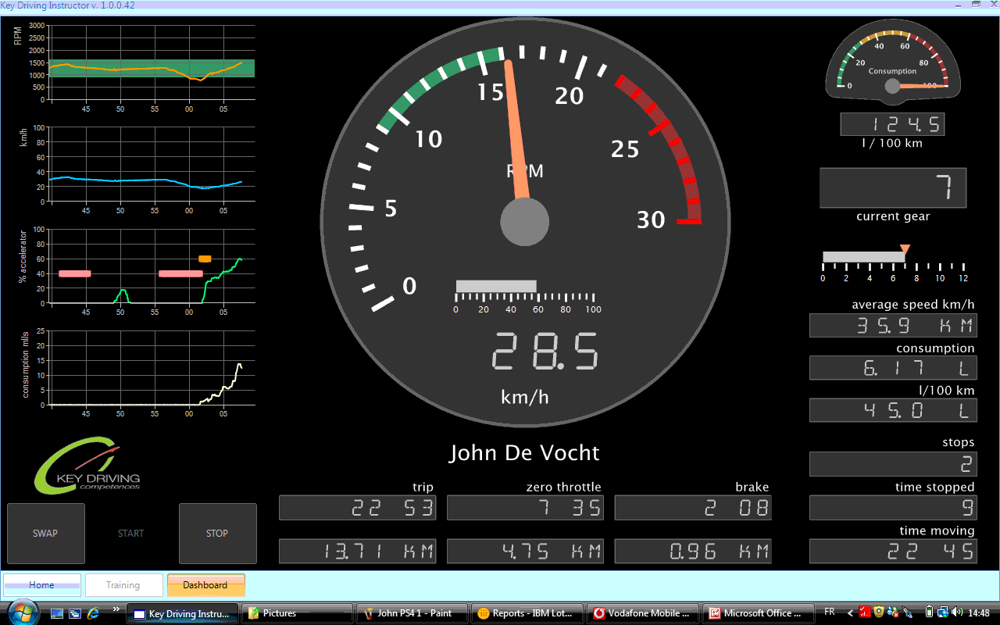 Key Driving Instructor v. 1.0.0.42
RPM
3000
2500
2000
1500
1000
500
0
45 50 55 00 05
km/h
100
80
60
40
20
0
45 50 55 00 05
% accelerator
100
80
60
40
20
0
45 50 55 00 05
consumption ml/s
25
20
15
10
5
0
45 50 55 00 05
KEY DRIVING
competences
SWAP START STOP
0 5 10 15 20 25 30
RPM
0 20 40 60 80 100
28.5
km/h
John De Vocht
trip
22 53
13.71 KM
zero throttle
7 35
4.75 KM
brake
2 08
0.96 KM
0 20 40 60 80 100
Consumption
124.5
l / 100 km
7
current gear
0 2 4 6 8 10 12
average speed km/h
35.9 KM
consumption
6.17 L
l/100 km
45.0 L
stops
2
time stopped
9
time moving
22 45
Home Training Dashboard
» Key Driving Instru... Pictures John PS4 1 - Paint Reports - IBM Lot... Vodafone Mobile ... Microsoft Office ... FR 14:48